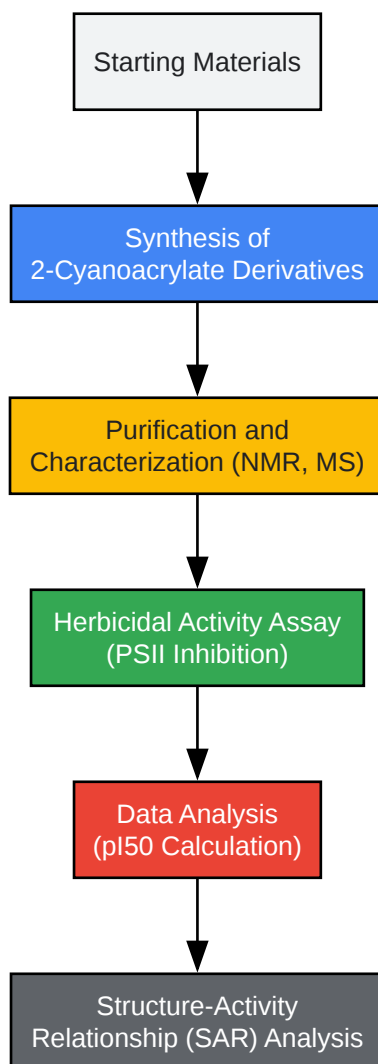 Starting Materials
Synthesis of
2-Cyanoacrylate Derivatives
Purification and
Characterization (NMR, MS)
Herbicidal Activity Assay
(PSII Inhibition)
Data Analysis
(pI50 Calculation)
Structure-Activity
Relationship (SAR) Analysis